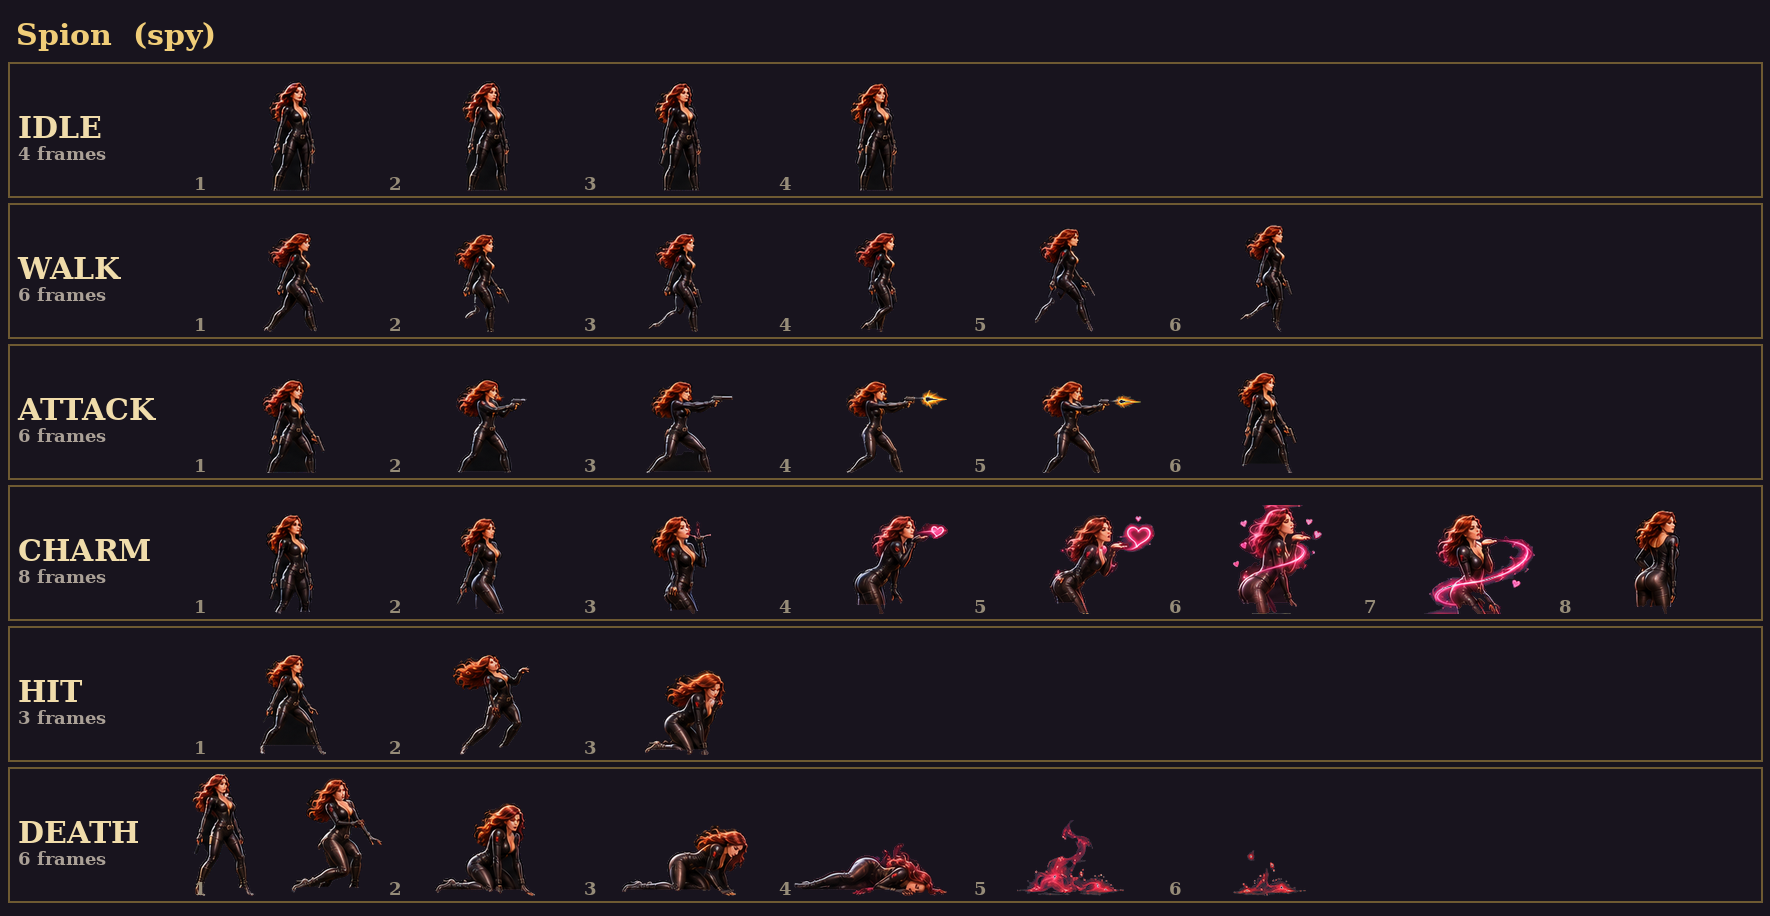 Spion (spy)
IDLE
4 frames
1 2 3 4
WALK
6 frames
1 2 3 4 5 6
ATTACK
6 frames
1 2 3 4 5 6
CHARM
8 frames
1 2 3 4 5 6 7 8
HIT
3 frames
1 2 3
DEATH
6 frames
1 2 3 4 5 6